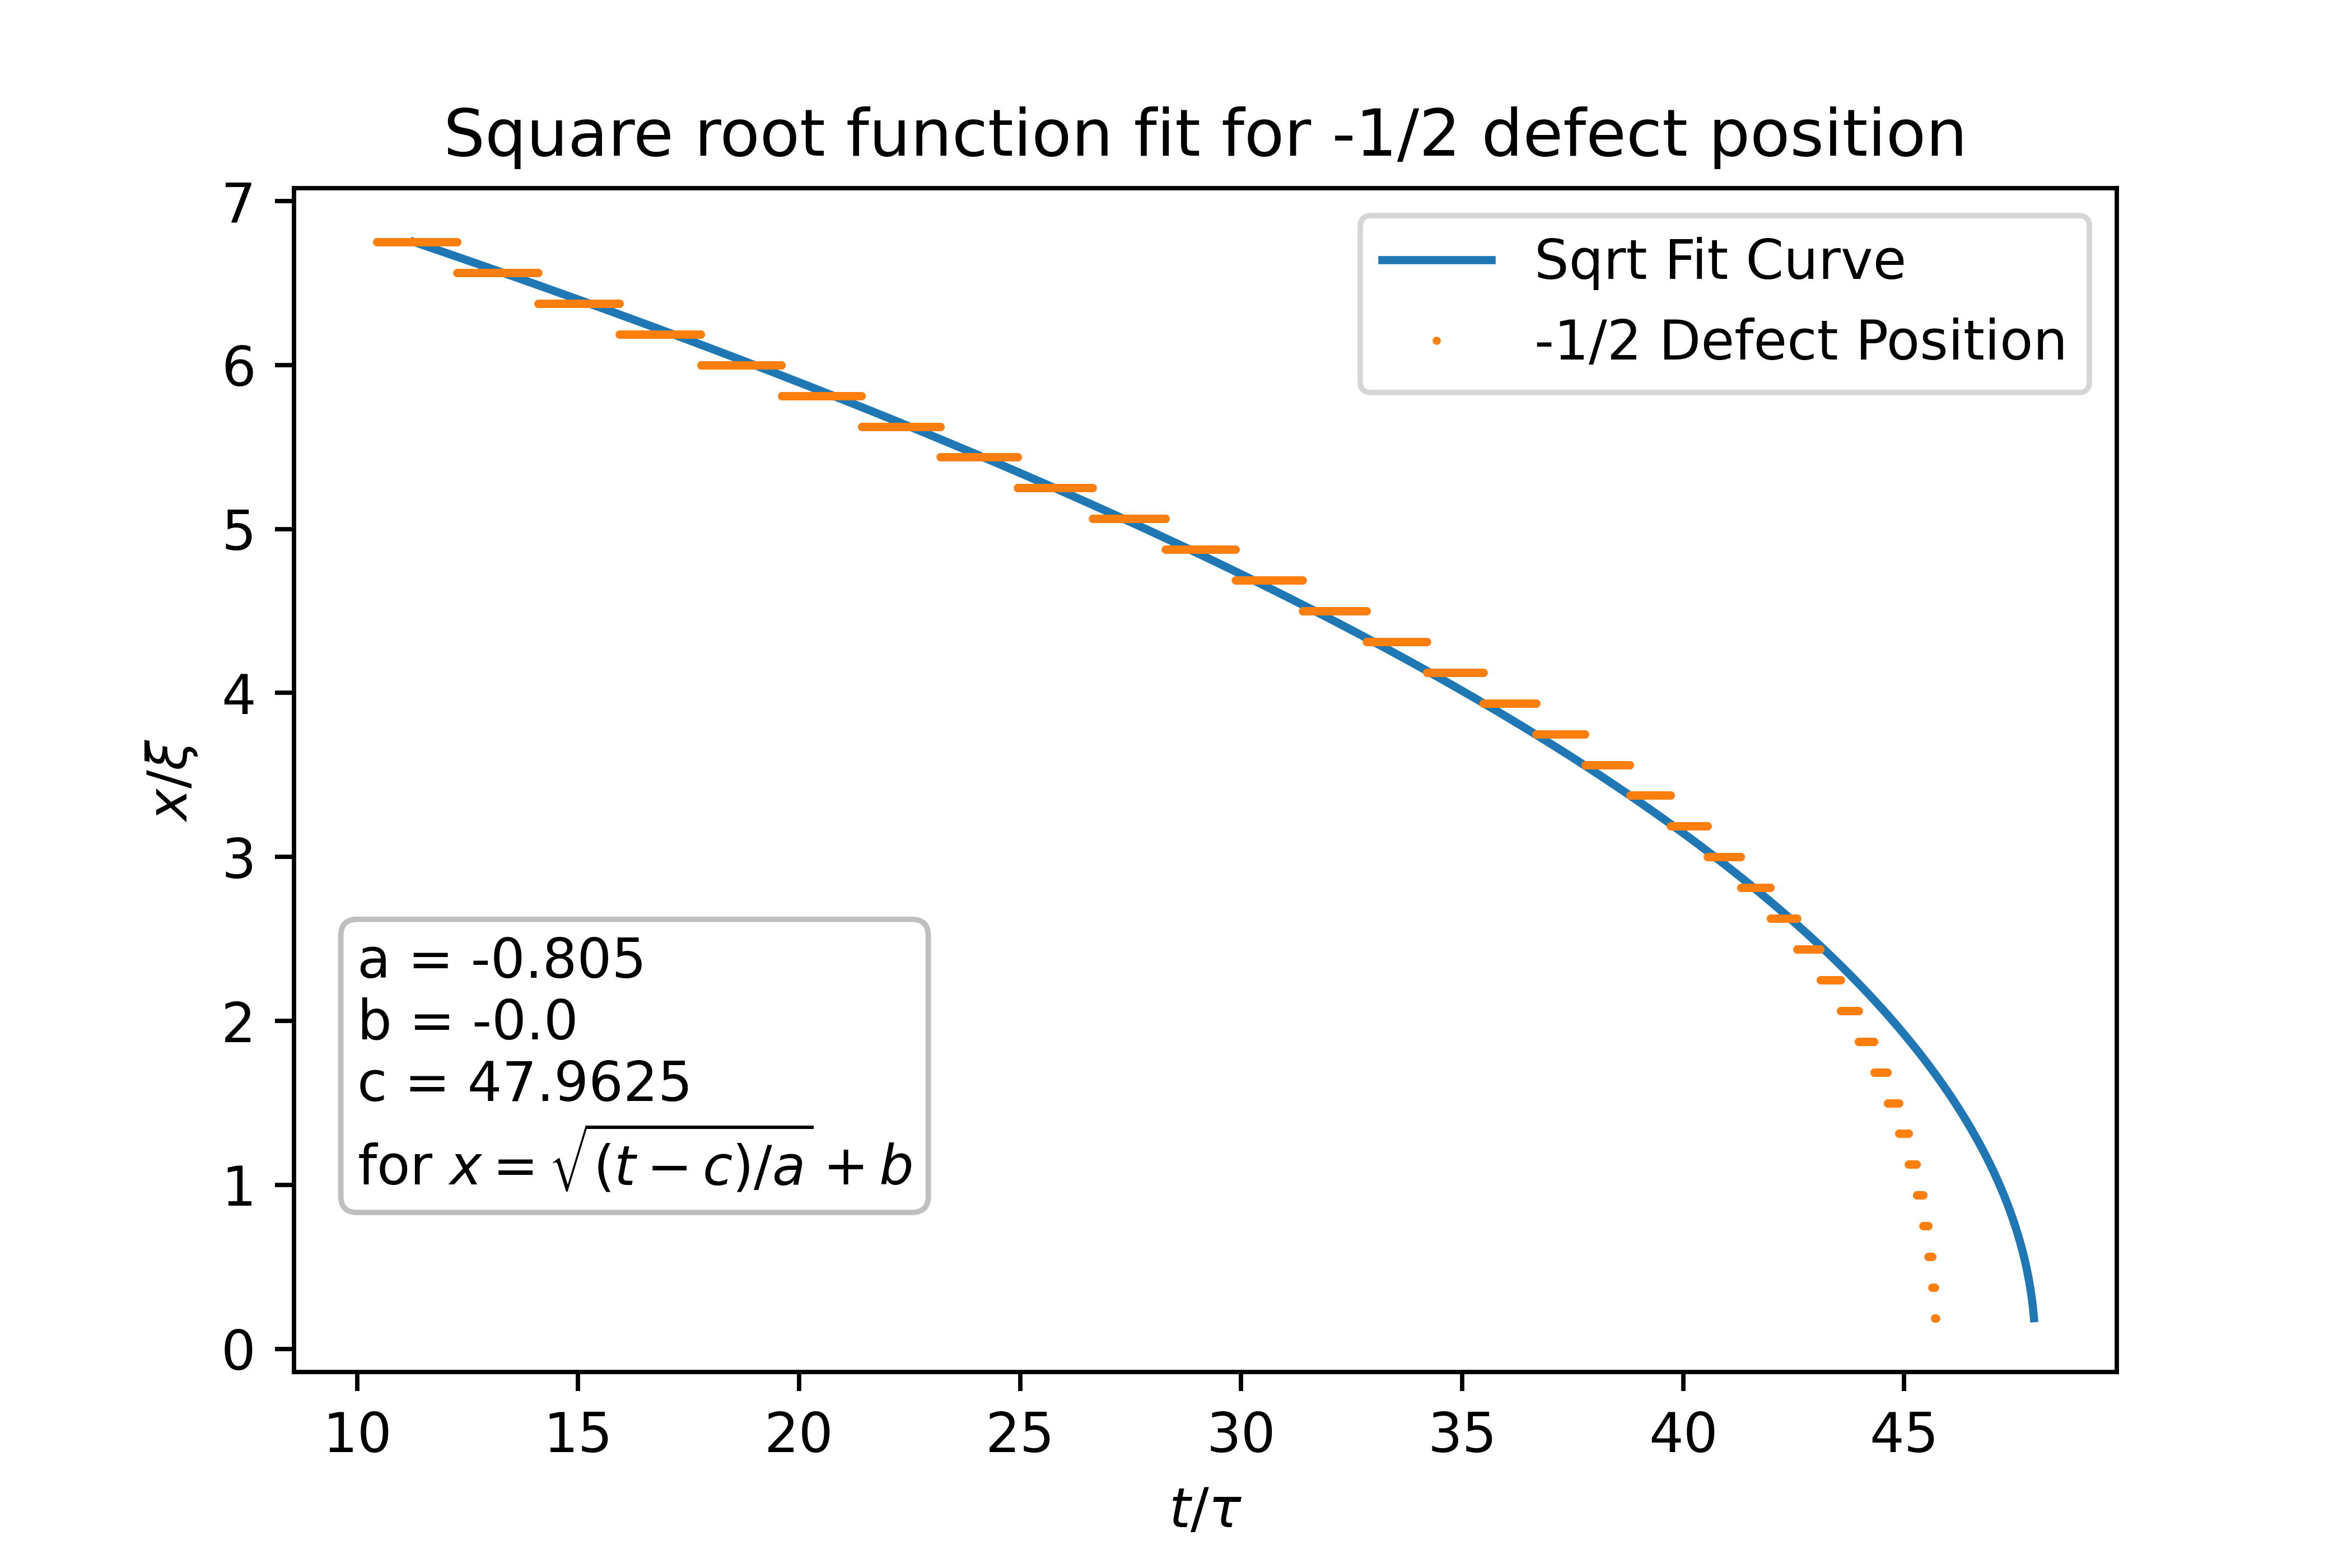 Square root function fit for -1/2 defect position
7
6
5
4
3
2
1
0
x/ξ
Sqrt Fit Curve
-1/2 Defect Position
a = -0.805
b = -0.0
c = 47.9625
for x = √(t − c)/a + b
10 15 20 25 30 35 40 45
t/τ